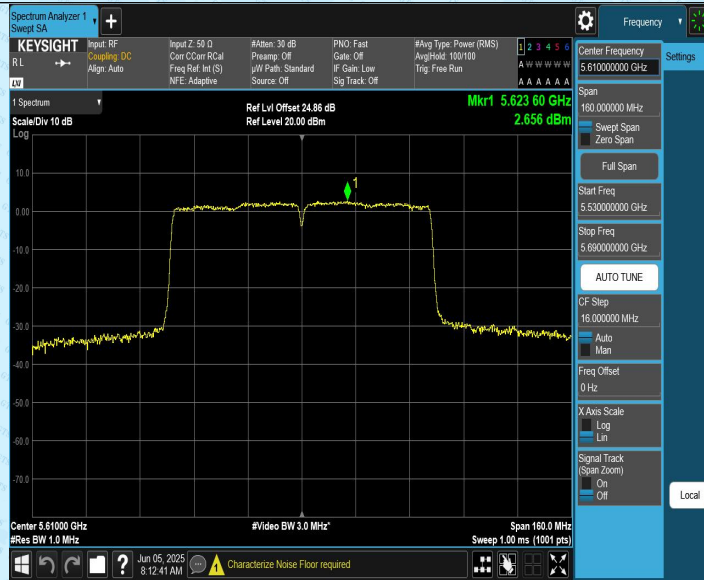 Spectrum Analyzer 1
Swept SA
+
Frequency
KEYSIGHT
RL
LXI
Input: RF
Coupling: DC
Align: Auto
Input Z: 50 Ω
Corr CCorr RCal
Freq Ref: Int (S)
NFE: Adaptive
#Atten: 30 dB
Preamp: Off
µW Path: Standard
Source: Off
PNO: Fast
Gate: Off
IF Gain: Low
Sig Track: Off
#Avg Type: Power (RMS)
Avg|Hold: 100/100
Trig: Free Run
1 2 3 4 5 6
A W W W W W
A A A A A A
1 Spectrum
Scale/Div 10 dB
Log
Ref Lvl Offset 24.86 dB
Ref Level 20.00 dBm
Mkr1 5.623 60 GHz
2.656 dBm
1
10.0
0.00
-10.0
-20.0
-30.0
-40.0
-50.0
-60.0
-70.0
Center 5.61000 GHz
#Res BW 1.0 MHz
#Video BW 3.0 MHz*
Span 160.0 MHz
Sweep 1.00 ms (1001 pts)
Center Frequency
5.610000000 GHz
Settings
Span
160.000000 MHz
Swept Span
Zero Span
Full Span
Start Freq
5.530000000 GHz
Stop Freq
5.690000000 GHz
AUTO TUNE
CF Step
16.000000 MHz
Auto
Man
Freq Offset
0 Hz
X Axis Scale
Log
Lin
Signal Track
(Span Zoom)
On
Off
Local
?
Jun 05, 2025
8:12:41 AM
1
Characterize Noise Floor required